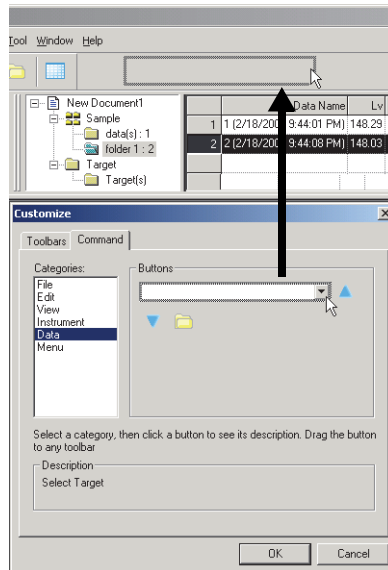 Tool Window Help
New Document1
Sample
data(s) : 1
folder 1 : 2
Target
Target(s)
Data Name Lv
1 1 (2/18/200 9:44:01 PM) 148.29
2 2 (2/18/200 9:44:08 PM) 148.03
Customize
Toolbars Command
Categories:
File
Edit
View
Instrument
Data
Menu
Buttons
Select a category, then click a button to see its description. Drag the button
to any toolbar
Description
Select Target
OK Cancel